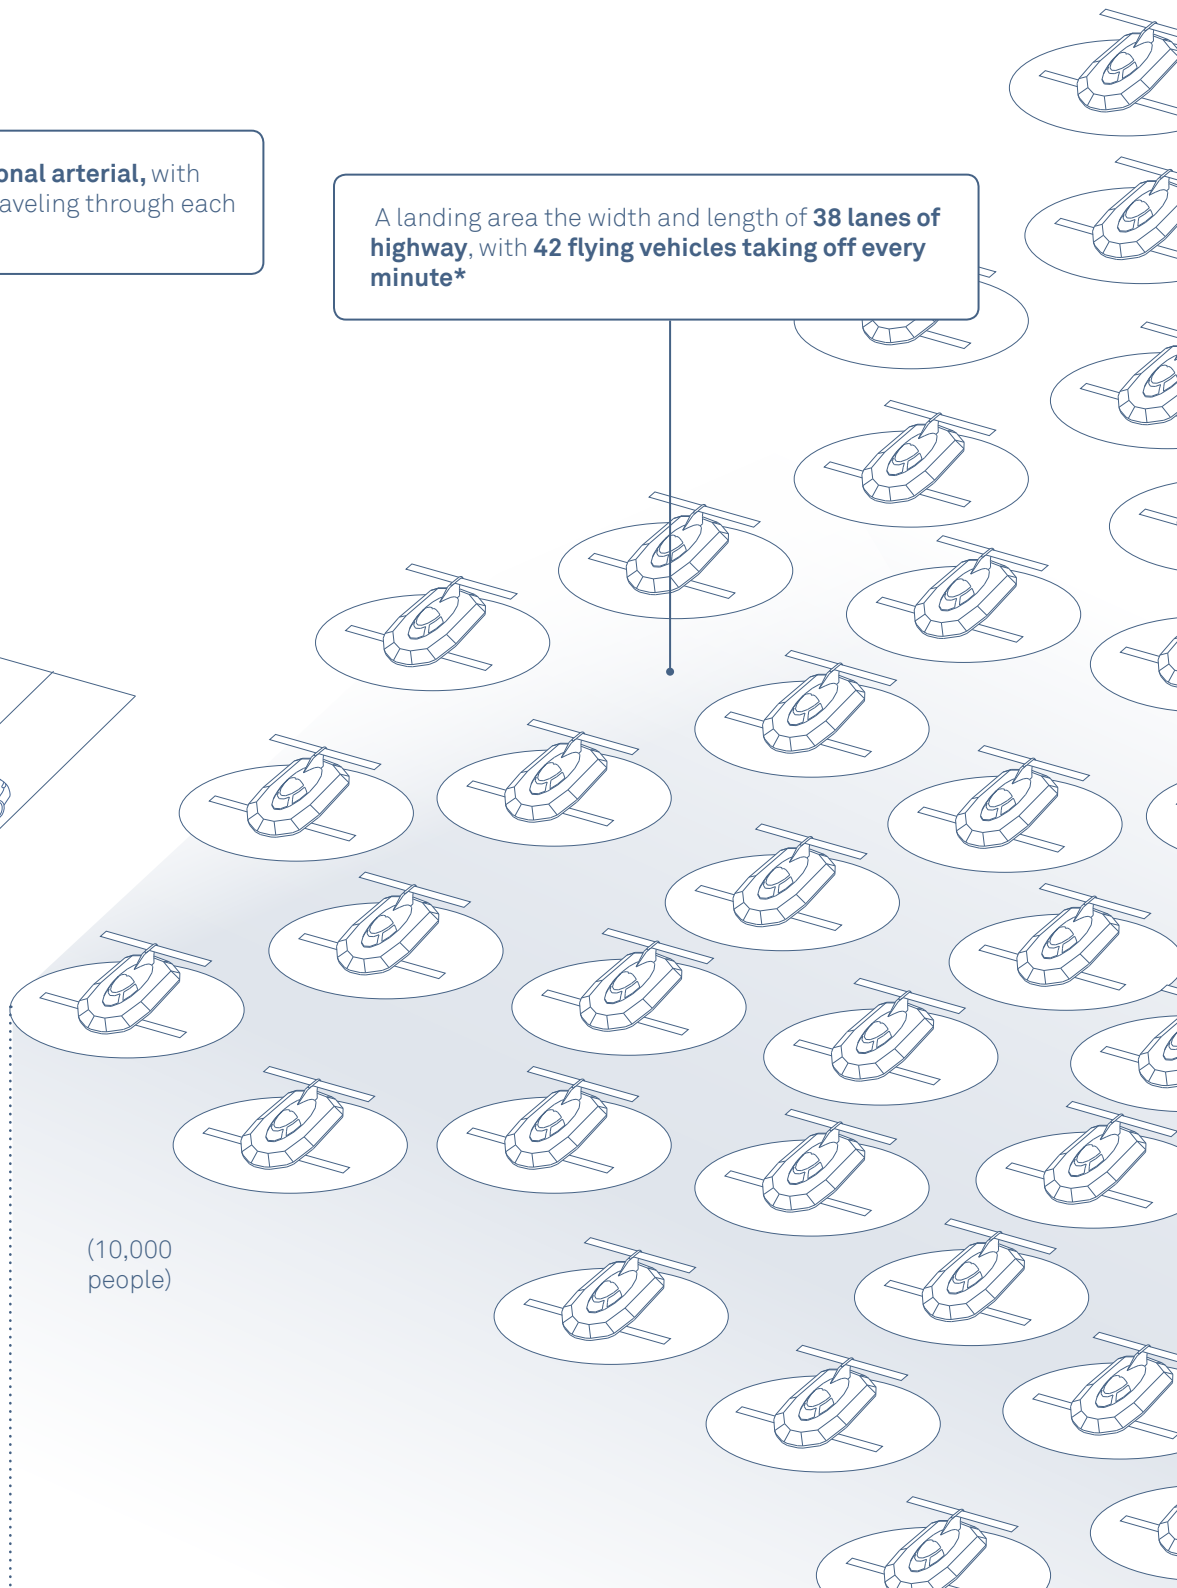 onal arterial, with
aveling through each
A landing area the width and length of 38 lanes of
highway, with 42 flying vehicles taking off every
minute*
(10,000
people)